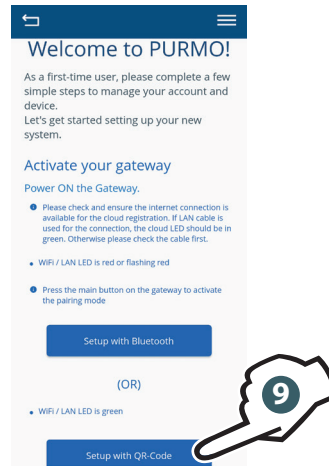 Welcome to PURMO!
As a first-time user, please complete a few
simple steps to manage your account and
device.
Let's get started setting up your new
system.
Activate your gateway
Power ON the Gateway.
Please check and ensure the internet connection is
available for the cloud registration. If LAN cable is
used for the connection, the cloud LED should be in
green. Otherwise please check the cable first.
WiFi / LAN LED is red or flashing red
Press the main button on the gateway to activate
the pairing mode
Setup with Bluetooth
(OR)
WiFi / LAN LED is green
Setup with QR-Code
9